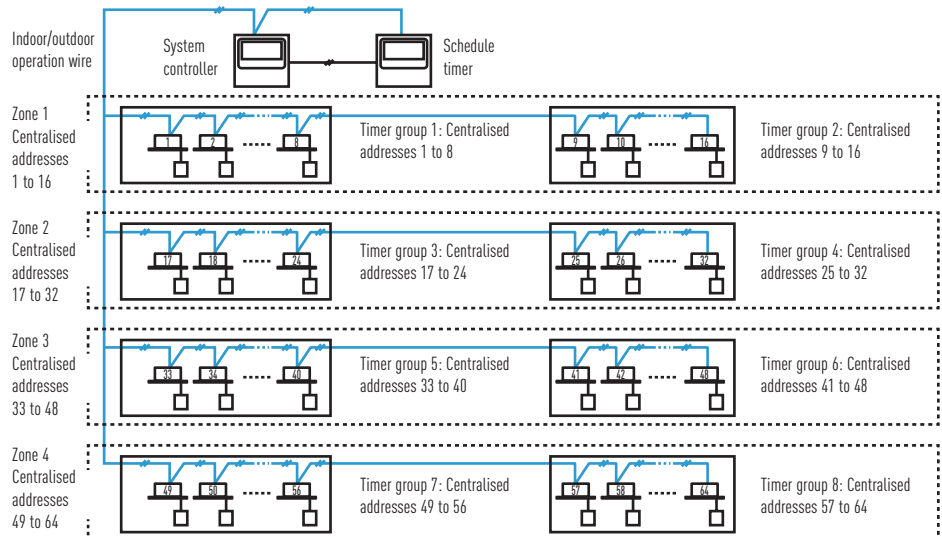 Indoor/outdoor
operation wire
System
controller
Schedule
timer
Zone 1
Centralised
addresses
1 to 16
1
2
8
Timer group 1: Centralised
addresses 1 to 8
9
10
16
Timer group 2: Centralised
addresses 9 to 16
Zone 2
Centralised
addresses
17 to 32
17
18
24
Timer group 3: Centralised
addresses 17 to 24
25
26
32
Timer group 4: Centralised
addresses 25 to 32
Zone 3
Centralised
addresses
33 to 48
33
34
40
Timer group 5: Centralised
addresses 33 to 40
41
42
48
Timer group 6: Centralised
addresses 41 to 48
Zone 4
Centralised
addresses
49 to 64
49
50
56
Timer group 7: Centralised
addresses 49 to 56
57
58
64
Timer group 8: Centralised
addresses 57 to 64